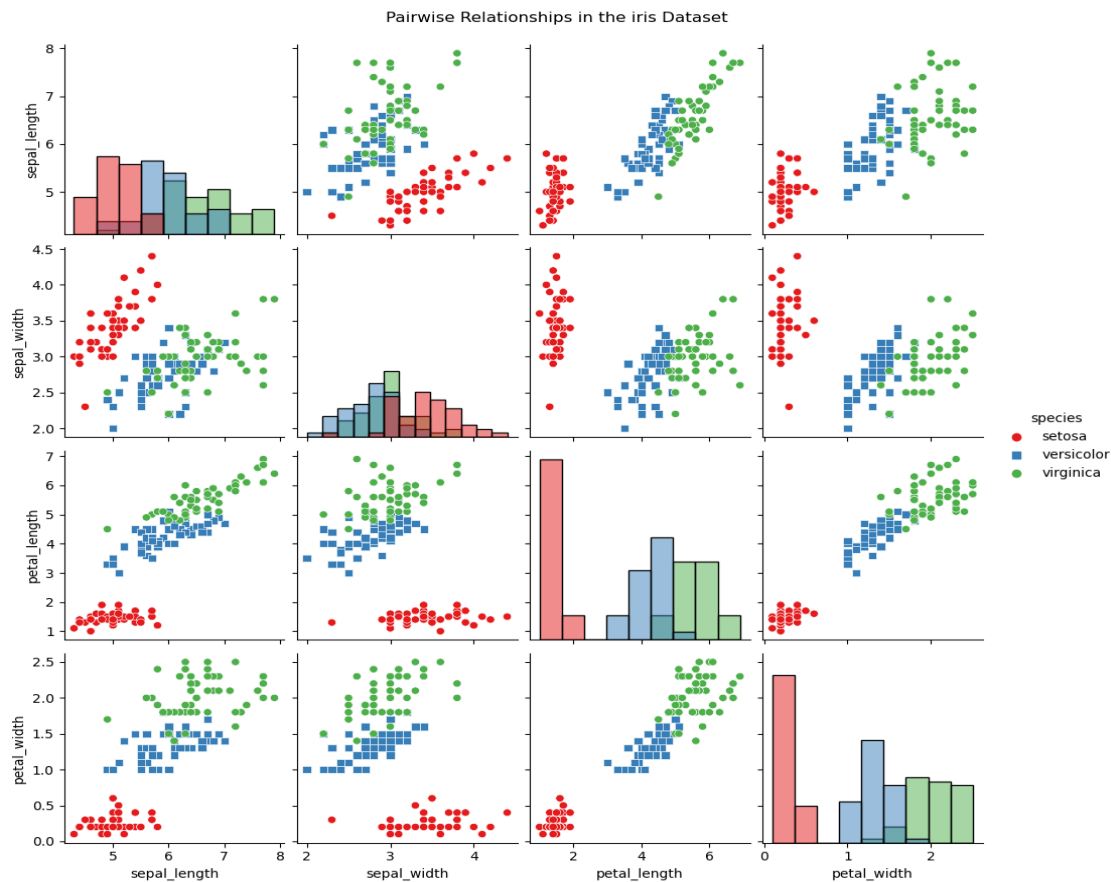 Pairwise Relationships in the iris Dataset
8
7
6
5
sepal_length
4.5
4.0
3.5
3.0
2.5
2.0
sepal_width
species
setosa
versicolor
virginica
7
6
5
4
3
2
1
petal_length
2.5
2.0
1.5
1.0
0.5
0.0
petal_width
5 6 7 8
2 3 4
2 4 6
0 1 2
sepal_length
sepal_width
petal_length
petal_width